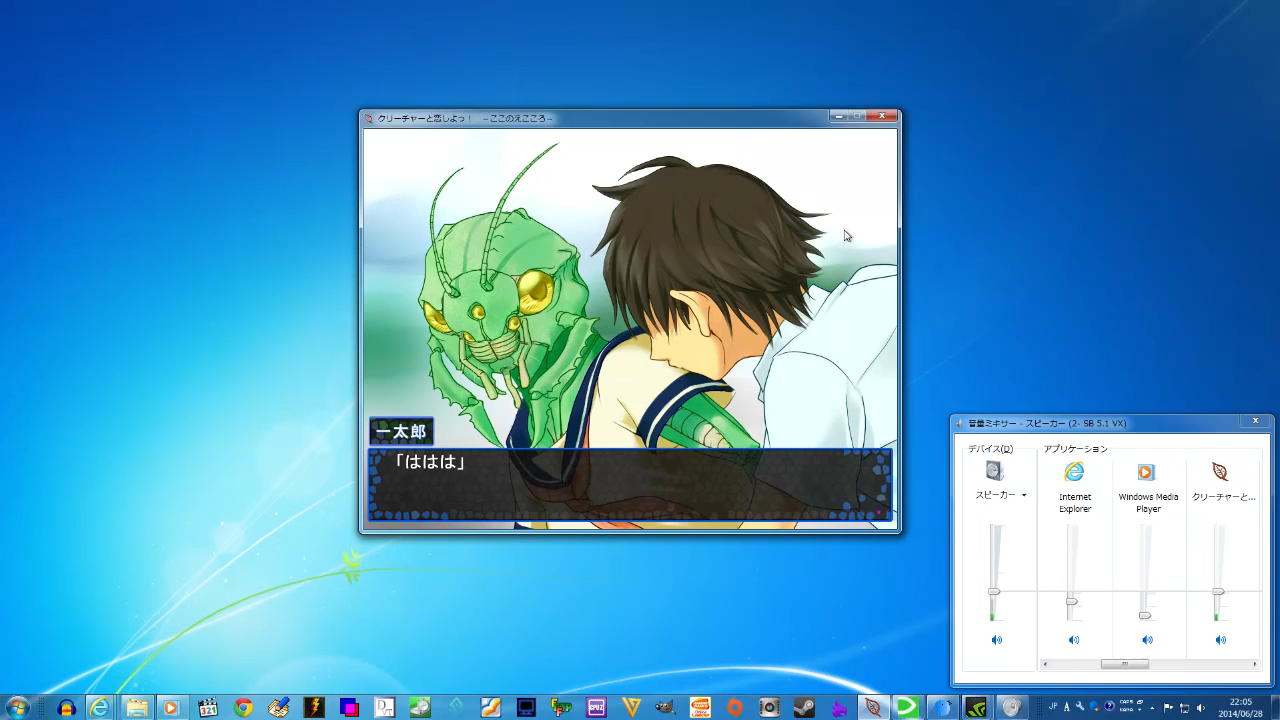 クリーチャーと恋しよっ！ －ここのえこころ－
一太郎
「ははは」
音量ミキサー - スピーカー (2- SB 5.1 VX)
デバイス(D)
アプリケーション
スピーカー
Internet Explorer
Windows Media Player
クリーチャーと...
321
CPUZ
JP
22:05
2014/06/28